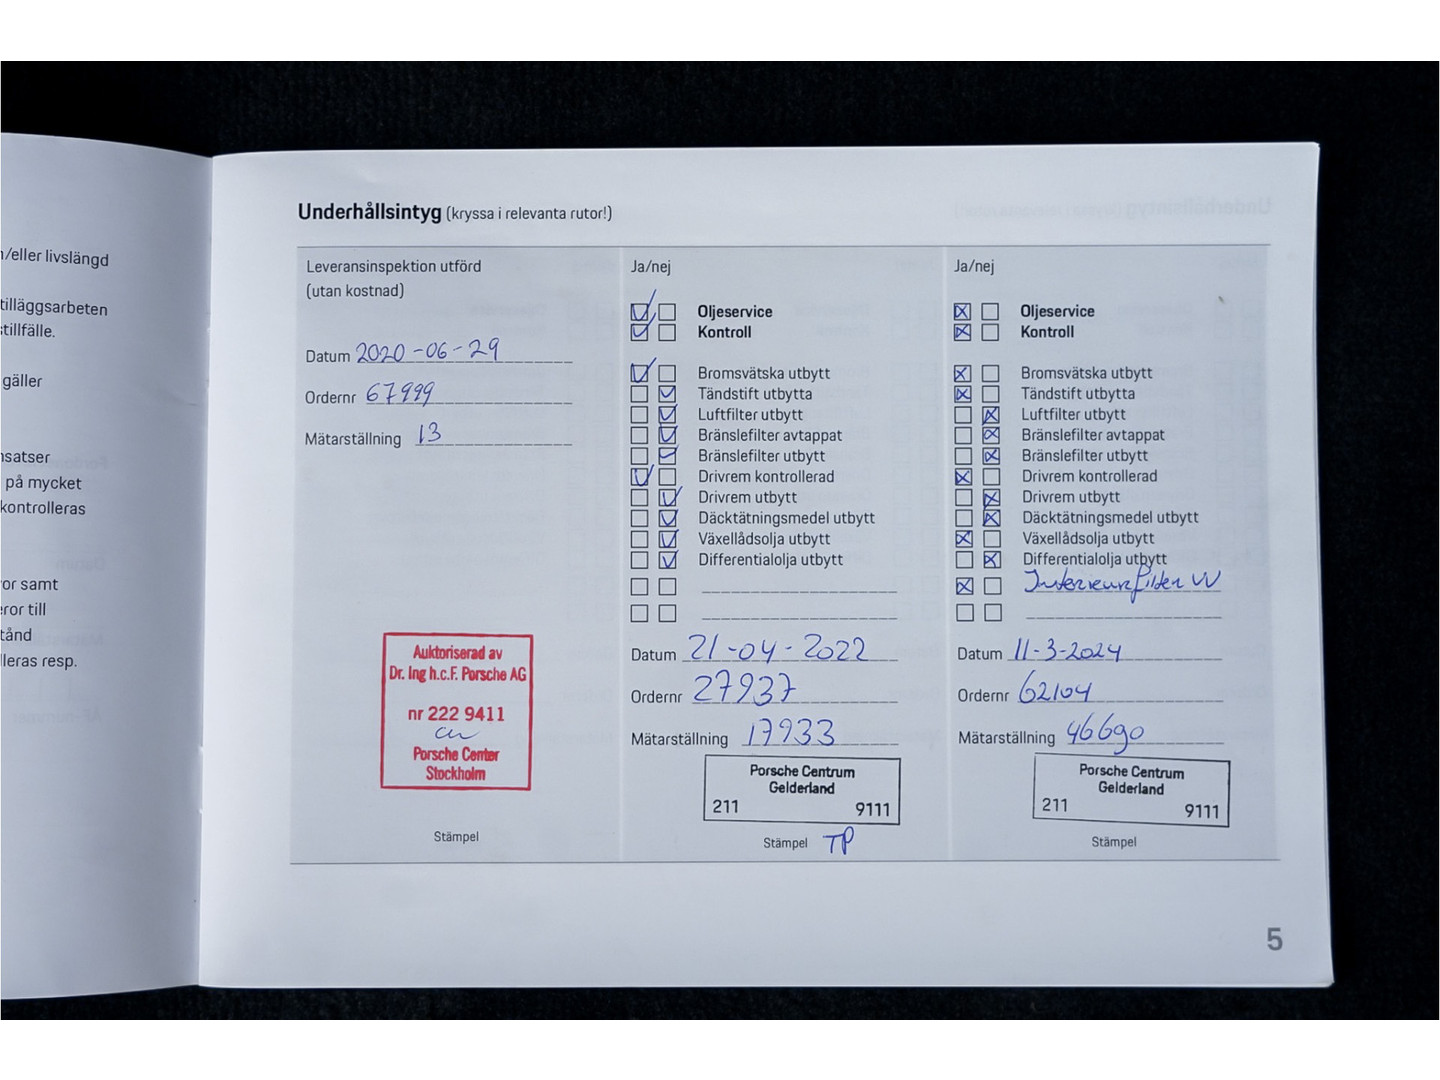 /eller livslängd
tilläggsarbeten
stillfälle.
gäller
nsatser
på mycket
kontrolleras
or samt
eror till
tånd
lleras resp.
Underhållsintyg (kryssa i relevanta rutor!)
Leveransinspektion utförd
(utan kostnad)
Datum 2020-06-29
Ordernr 67999
Mätarställning 13
Auktoriserad av
Dr. Ing h.c.F. Porsche AG
nr 222 9411
Porsche Center
Stockholm
Stämpel
Ja/nej
Oljeservice
Kontroll
Bromsvätska utbytt
Tändstift utbytta
Luftfilter utbytt
Bränslefilter avtappat
Bränslefilter utbytt
Drivrem kontrollerad
Drivrem utbytt
Däcktätningsmedel utbytt
Växellådsolja utbytt
Differentialolja utbytt
Datum 21-04-2022
Ordernr 27937
Mätarställning 17933
Porsche Centrum
Gelderland
211 9111
Stämpel TP
Ja/nej
Oljeservice
Kontroll
Bromsvätska utbytt
Tändstift utbytta
Luftfilter utbytt
Bränslefilter avtappat
Bränslefilter utbytt
Drivrem kontrollerad
Drivrem utbytt
Däcktätningsmedel utbytt
Växellådsolja utbytt
Differentialolja utbytt
Interieurfilter VV
Datum 11-3-2024
Ordernr 62104
Mätarställning 46690
Porsche Centrum
Gelderland
211 9111
Stämpel
5